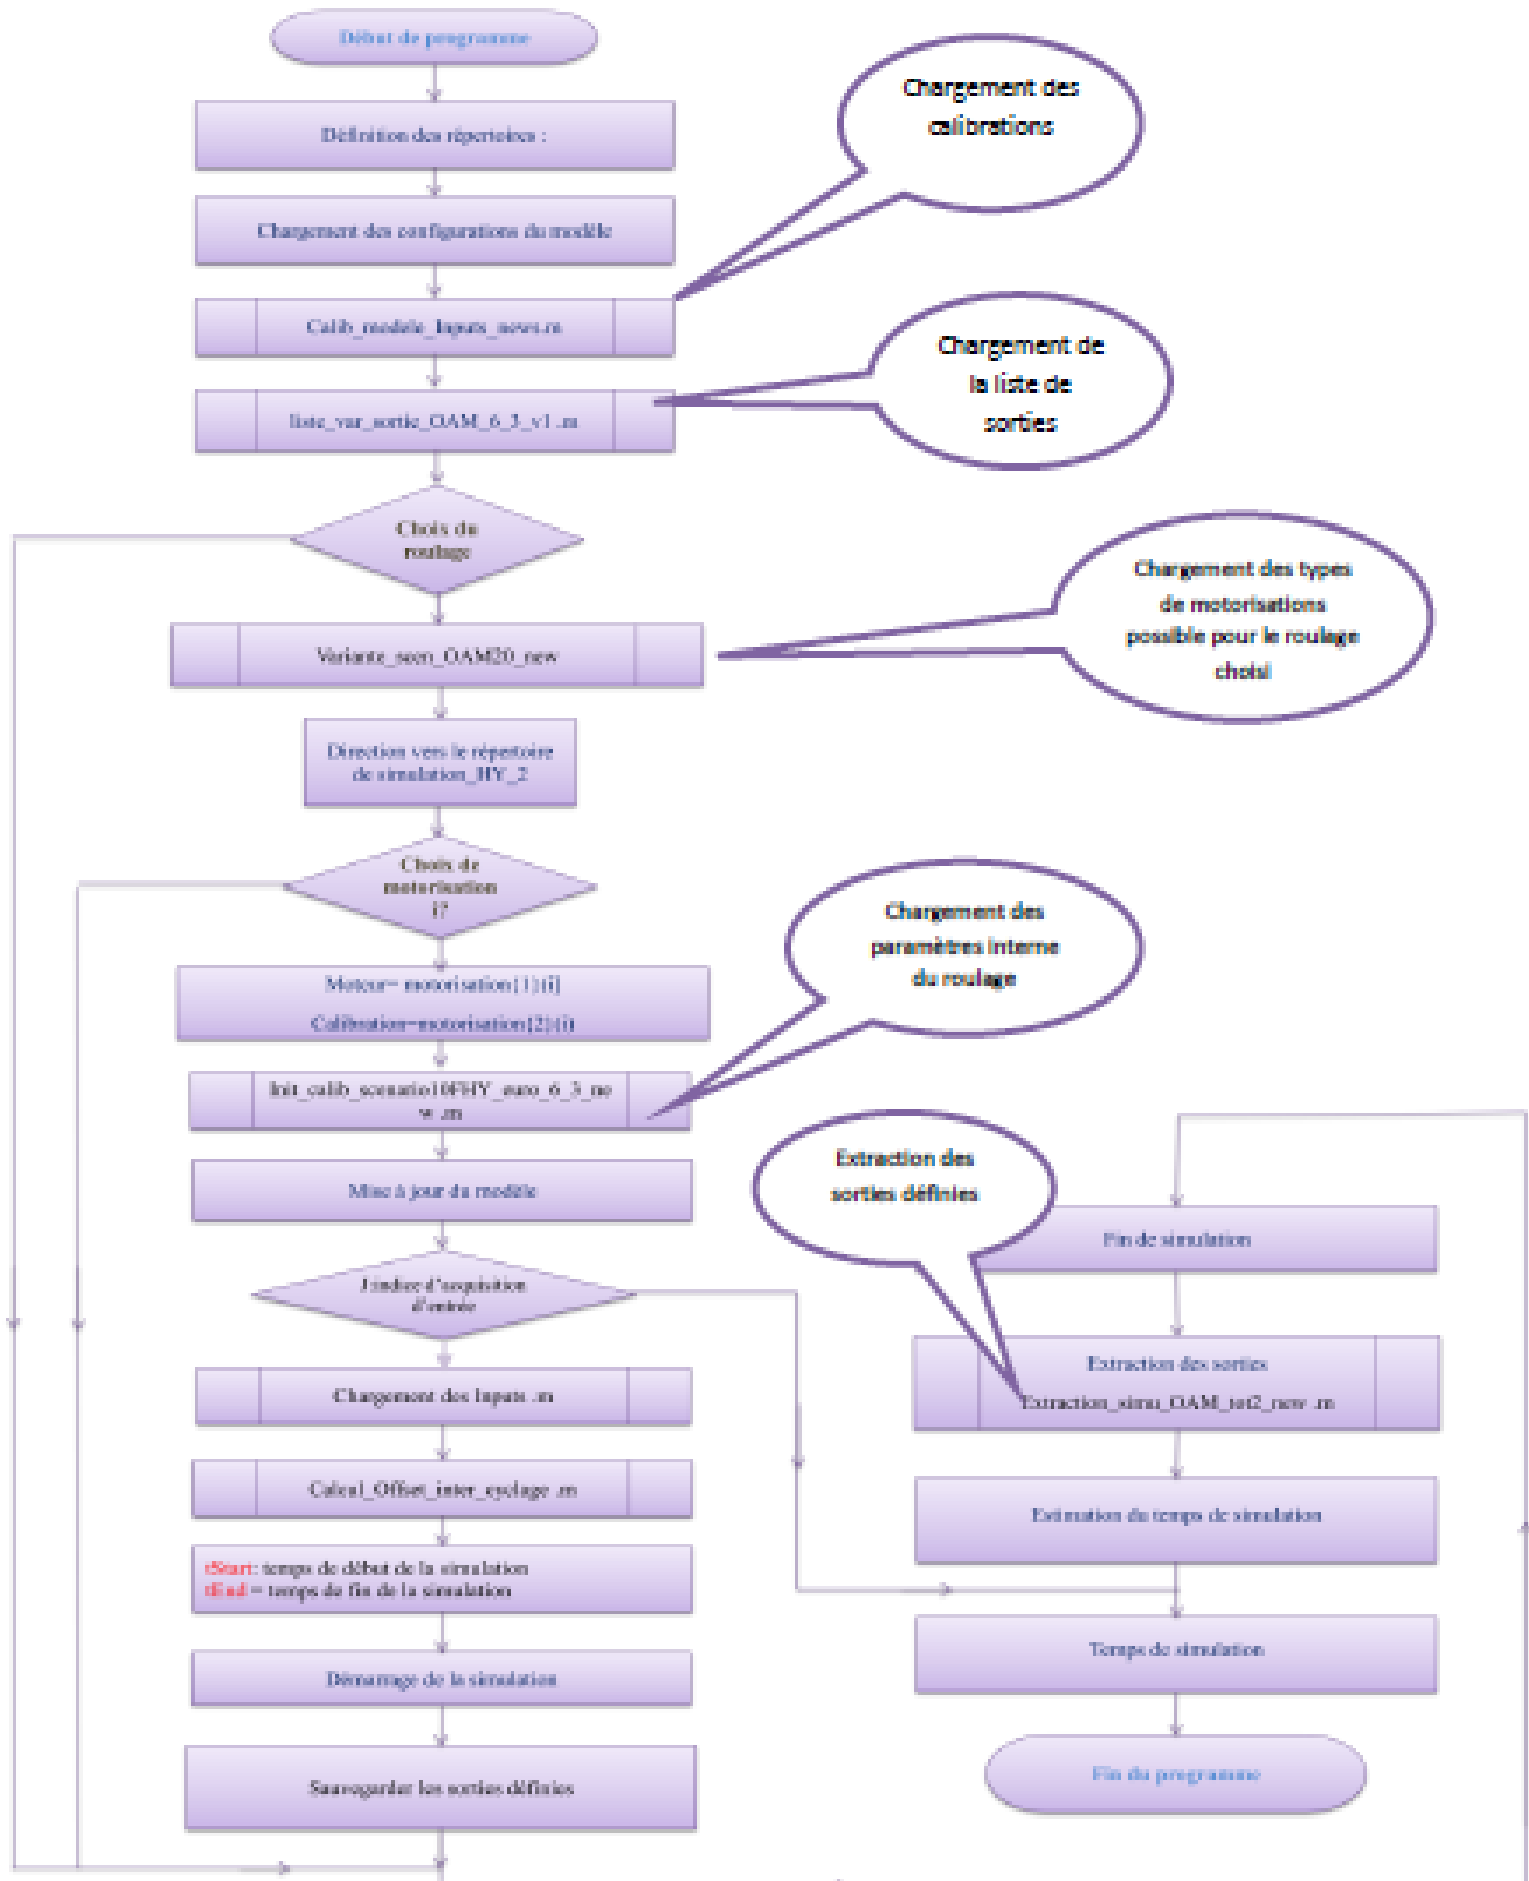 Début de programme
Définition des répertoires :
Chargement des configurations du modèle
Calib_modele_Inputs_news.m
liste_var_sortie_OAM_6_3_v1 .m
Chargement des
calibrations
Chargement de
la liste de
sorties
Choix du
roulage
Variante_scen_OAM20_new
Chargement des types
de motorisations
possible pour le roulage
choisi
Direction vers le répertoire
de simulation_HY_2
Choix de
motorisation
i?
Moteur= motorisation{1}(i)
Calibration=motorisation{2}(i)
Init_calib_scenario10FHY_euro_6_3_ne
w .m
Chargement des
paramètres interne
du roulage
Mise à jour du modèle
J indice d'acquisition
d'entrée
Chargement des Inputs .m
Calcul_Offset_inter_cyclage .m
tStart: temps de début de la simulation
tEnd = temps de fin de la simulation
Démarrage de la simulation
Sauvegarder les sorties définies
Extraction des
sorties définies
Fin de simulation
Extraction des sorties
Extraction_simu_OAM_tot2_new .m
Estimation du temps de simulation
Temps de simulation
Fin du programme